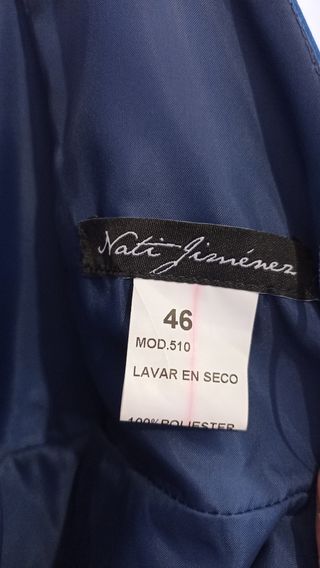 Nati Jiménez
46
MOD.510
LAVAR EN SECO
100% POLIESTER